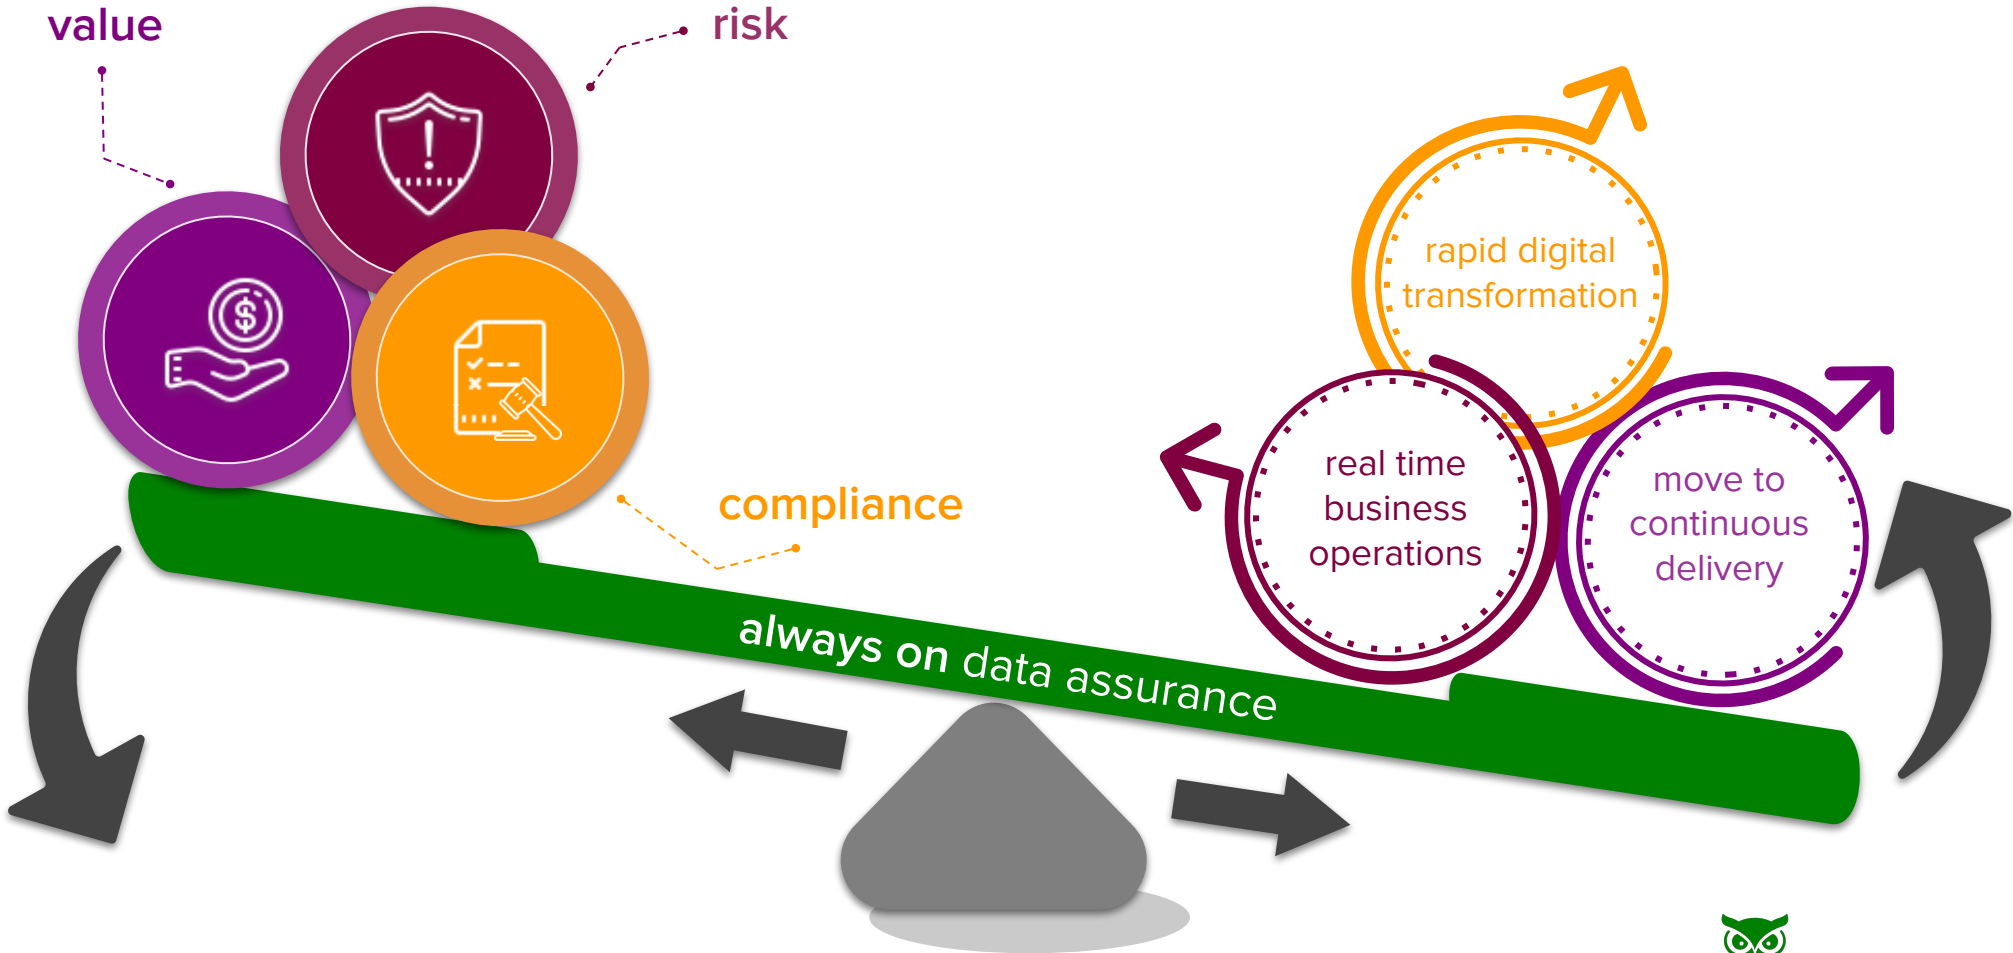 value
risk
compliance
rapid digital
transformation
real time
business
operations
move to
continuous
delivery
always on data assurance